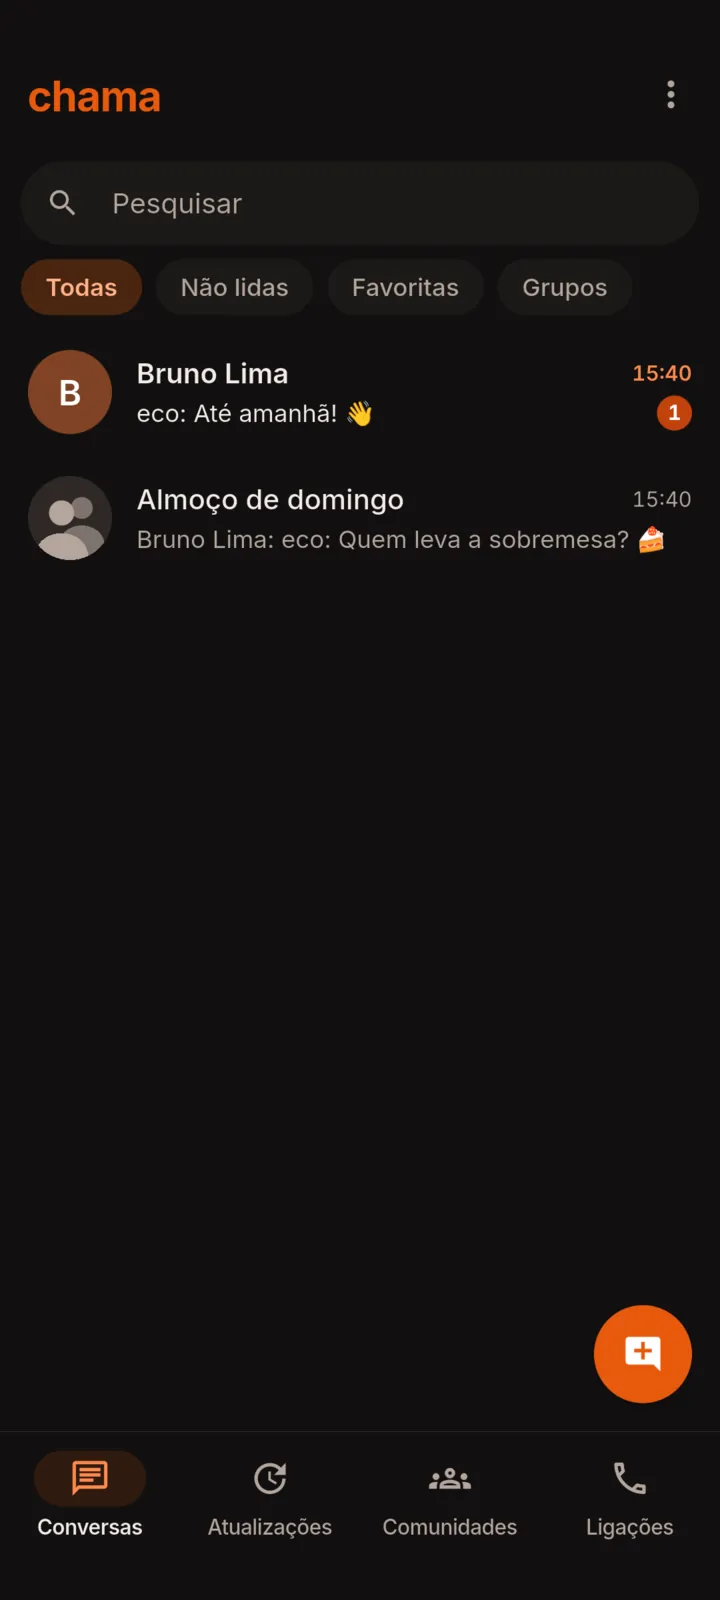 chama
Pesquisar
Todas
Não lidas
Favoritas
Grupos
B
Bruno Lima
15:40
eco: Até amanhã! 👋
1
Almoço de domingo
15:40
Bruno Lima: eco: Quem leva a sobremesa? 🍰
Conversas
Atualizações
Comunidades
Ligações